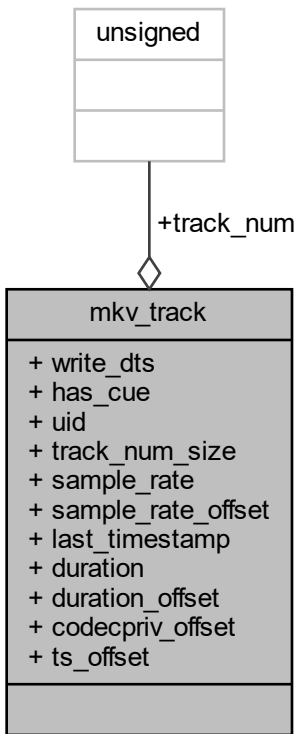 unsigned
+track_num
mkv_track
+ write_dts
+ has_cue
+ uid
+ track_num_size
+ sample_rate
+ sample_rate_offset
+ last_timestamp
+ duration
+ duration_offset
+ codecpriv_offset
+ ts_offset